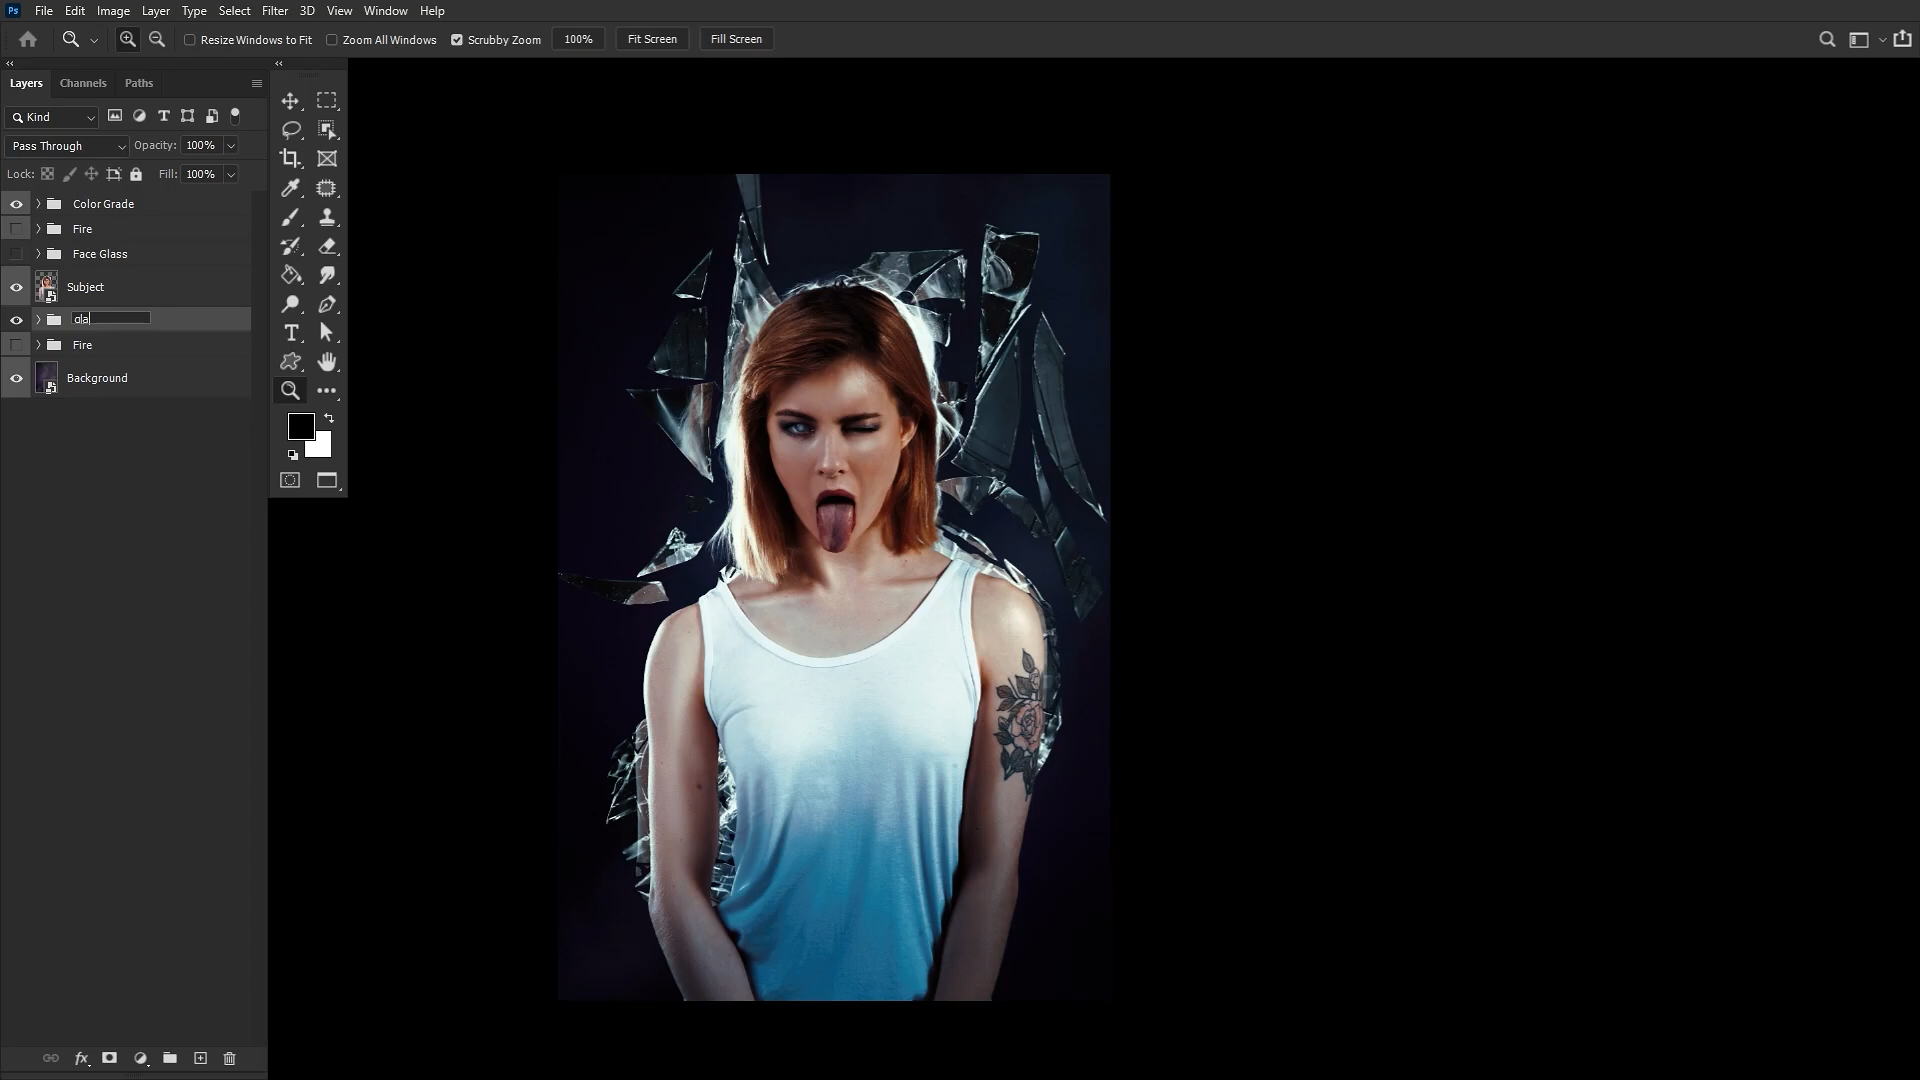 Ps File Edit Image Layer Type Select Filter 3D View Window Help
Resize Windows to Fit Zoom All Windows Scrubby Zoom 100% Fit Screen Fill Screen
Layers Channels Paths
Kind
Pass Through Opacity: 100%
Lock: Fill: 100%
Color Grade
Fire
Face Glass
Subject
gla
Fire
Background
fx